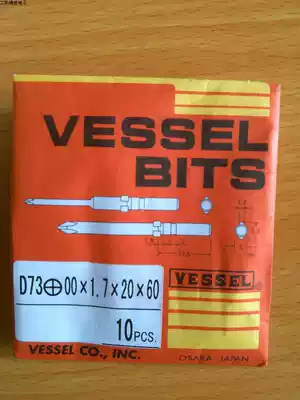 VESSEL
BITS
D73⊕00×1.7×20×60
10PCS.
VESSEL
VESSEL CO., INC.
OSAKA JAPAN